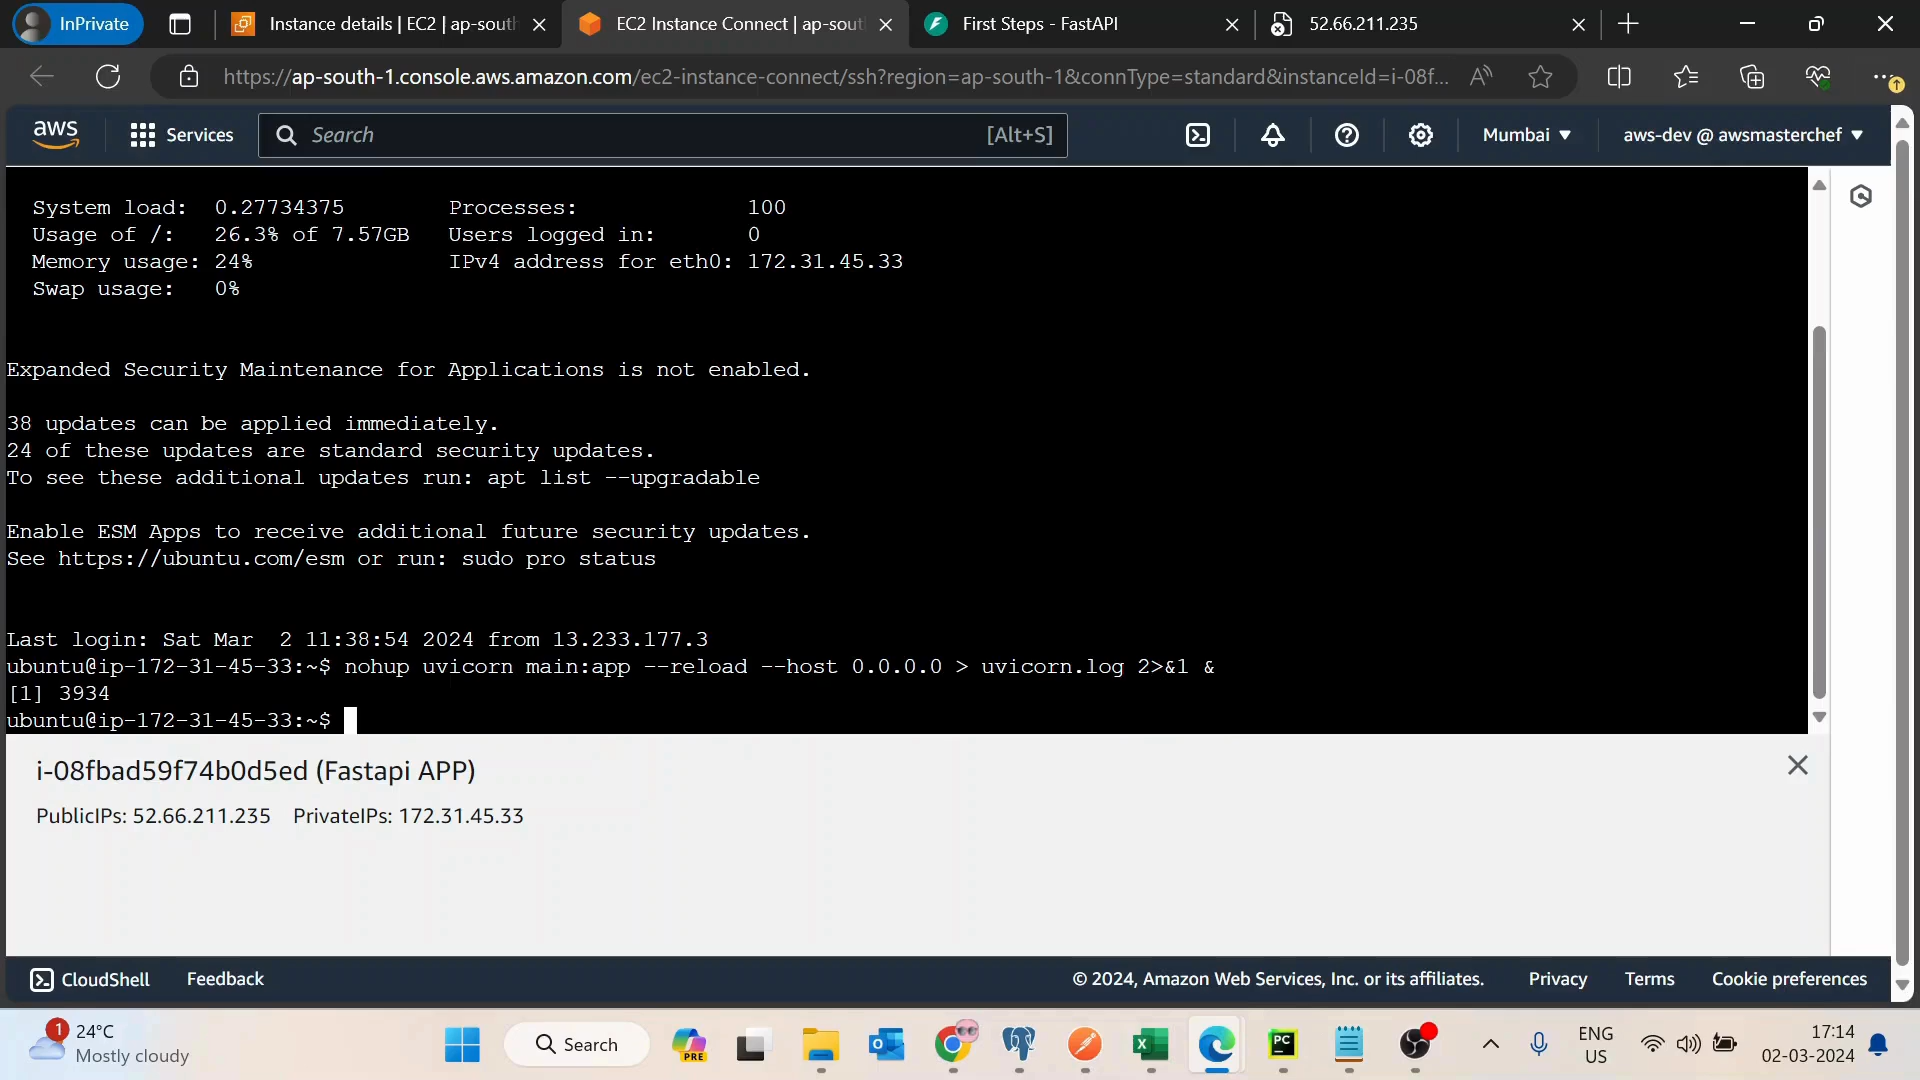 InPrivate
Instance details | EC2 | ap-south
EC2 Instance Connect | ap-sout
First Steps - FastAPI
52.66.211.235
https://ap-south-1.console.aws.amazon.com/ec2-instance-connect/ssh?region=ap-south-1&connType=standard&instanceId=i-08f...
aws
Services
Search
[Alt+S]
Mumbai
aws-dev @ awsmasterchef
System load: 0.27734375 Processes: 100
Usage of /: 26.3% of 7.57GB Users logged in: 0
Memory usage: 24% IPv4 address for eth0: 172.31.45.33
Swap usage: 0%
Expanded Security Maintenance for Applications is not enabled.
38 updates can be applied immediately.
24 of these updates are standard security updates.
To see these additional updates run: apt list --upgradable
Enable ESM Apps to receive additional future security updates.
See https://ubuntu.com/esm or run: sudo pro status
Last login: Sat Mar  2 11:38:54 2024 from 13.233.177.3
ubuntu@ip-172-31-45-33:~$ nohup uvicorn main:app --reload --host 0.0.0.0 > uvicorn.log 2>&1 &
[1] 3934
ubuntu@ip-172-31-45-33:~$
i-08fbad59f74b0d5ed (Fastapi APP)
PublicIPs: 52.66.211.235 PrivateIPs: 172.31.45.33
CloudShell
Feedback
© 2024, Amazon Web Services, Inc. or its affiliates.
Privacy
Terms
Cookie preferences
1
24°C
Mostly cloudy
Search
PRE
PC
ENG
US
17:14
02-03-2024